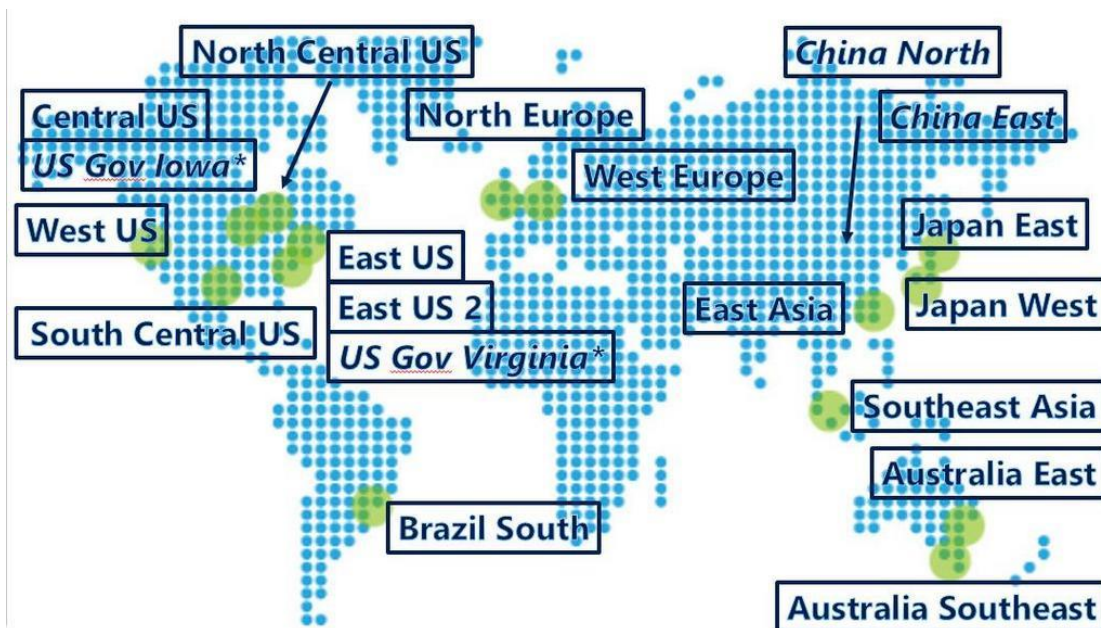 North Central US
China North
Central US
North Europe
China East
US Gov Iowa*
West Europe
West US
Japan East
East US
East US 2
East Asia
Japan West
South Central US
US Gov Virginia*
Southeast Asia
Australia East
Brazil South
Australia Southeast